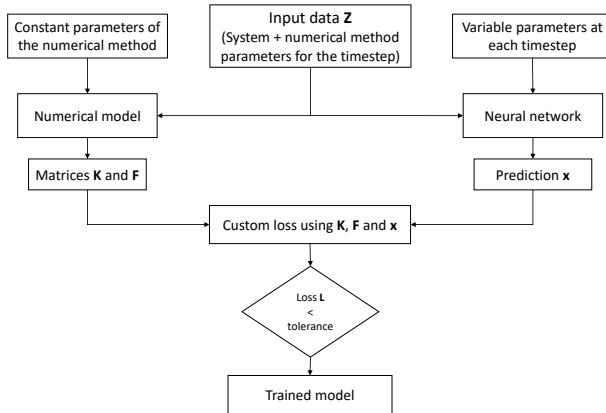 Constant parameters of
the numerical method
Input data Z
(System + numerical method
parameters for the timestep)
Variable parameters at
each timestep
Numerical model
Neural network
Matrices K and F
Prediction x
Custom loss using K, F and x
Loss L
<
tolerance
Trained model